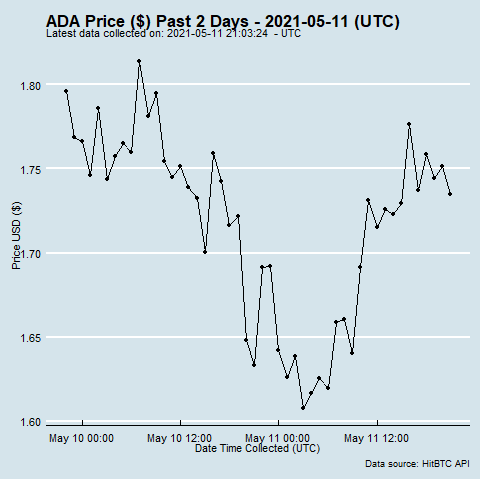 ADA Price ($) Past 2 Days - 2021-05-11 (UTC)
Latest data collected on: 2021-05-11 21:03:24  - UTC
1.80
1.75
1.70
1.65
1.60
Price USD ($)
May 10 00:00
May 10 12:00
May 11 00:00
May 11 12:00
Date Time Collected (UTC)
Data source: HitBTC API